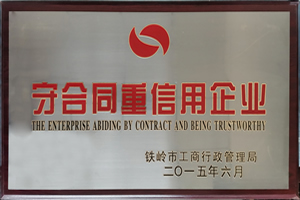 守合同重信用企业
THE ENTERPRISE ABIDING BY CONTRACT AND BEING TRUSTWORTHY
铁岭市工商行政管理局
二〇一五年六月